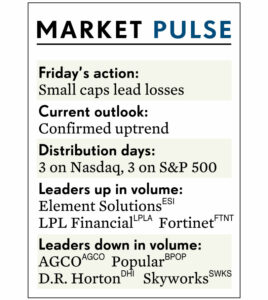 MARKET PULSE
Friday's action:
Small caps lead losses
Current outlook:
Confirmed uptrend
Distribution days:
3 on Nasdaq, 3 on S&P 500
Leaders up in volume:
Element Solutions ESI
LPL Financial LPLA Fortinet FTNT
Leaders down in volume:
AGCO AGCO Popular BPOP
D.R. Horton DHI Skyworks SWKS